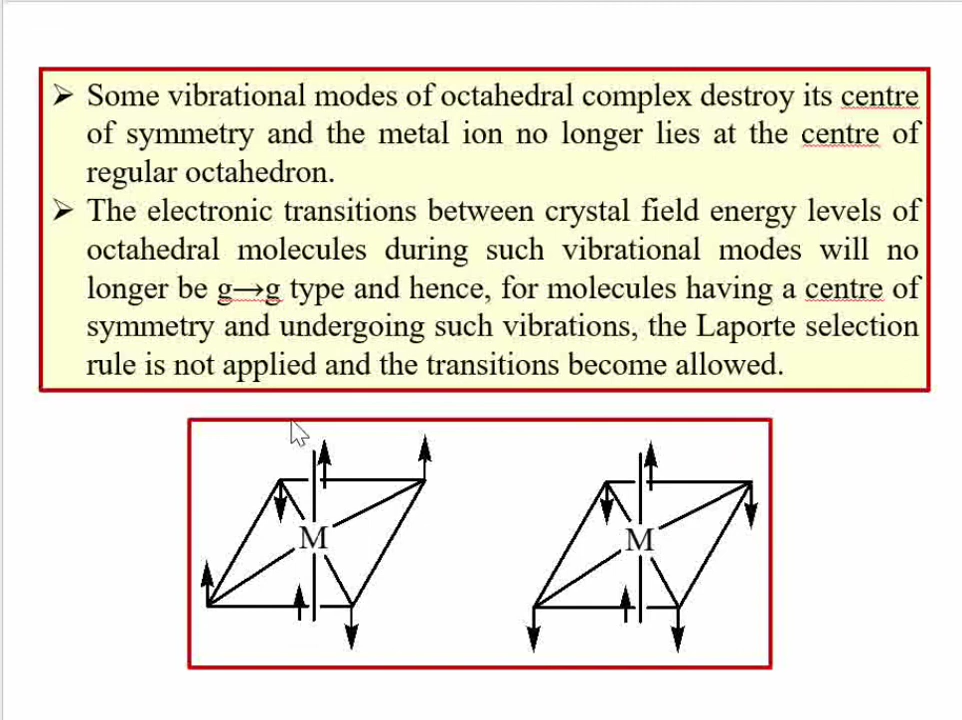 ➤ Some vibrational modes of octahedral complex destroy its centre
of symmetry and the metal ion no longer lies at the centre of
regular octahedron.
➤ The electronic transitions between crystal field energy levels of
octahedral molecules during such vibrational modes will no
longer be g→g type and hence, for molecules having a centre of
symmetry and undergoing such vibrations, the Laporte selection
rule is not applied and the transitions become allowed.
M
M